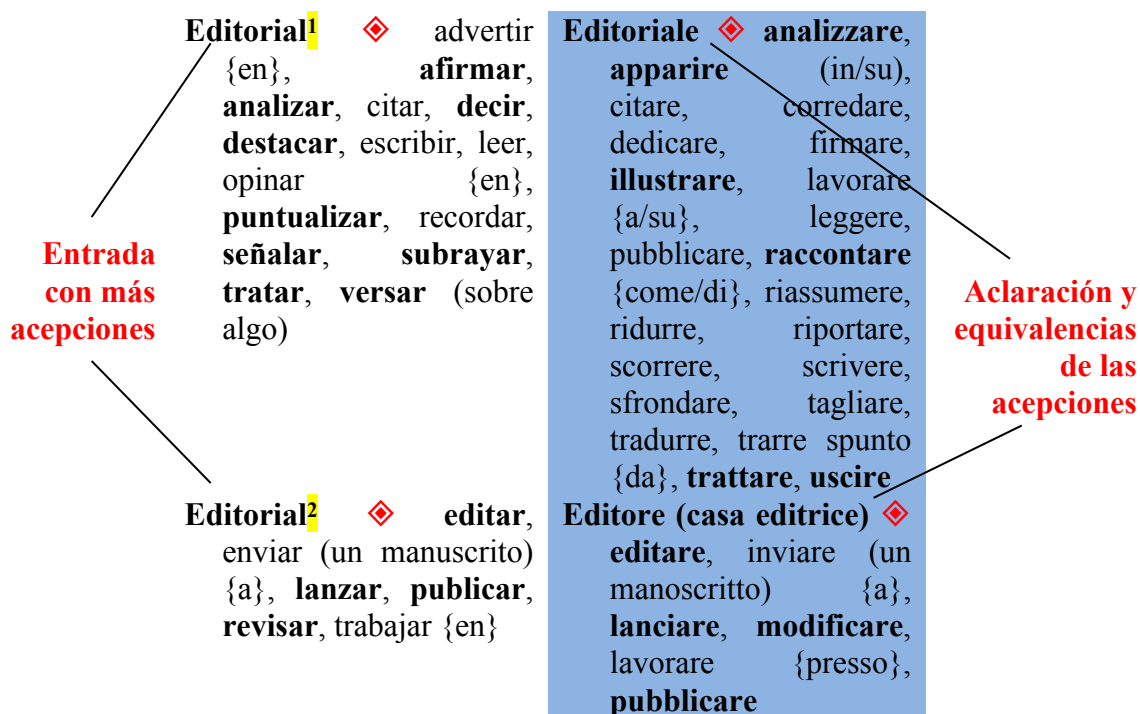 Editorial1 ◈ advertir
{en}, afirmar,
analizar, citar, decir,
destacar, escribir, leer,
opinar {en},
puntualizar, recordar,
señalar, subrayar,
tratar, versar (sobre
algo)
Editoriale ◈ analizzare,
apparire (in/su),
citare, corredare,
dedicare, firmare,
illustrare, lavorare
{a/su}, leggere,
pubblicare, raccontare
{come/di}, riassumere,
ridurre, riportare,
scorrere, scrivere,
sfrondare, tagliare,
tradurre, trarre spunto
{da}, trattare, uscire
Entrada
con más
acepciones
Aclaración y
equivalencias
de las
acepciones
Editorial2 ◈ editar,
enviar (un manuscrito)
{a}, lanzar, publicar,
revisar, trabajar {en}
Editore (casa editrice) ◈
editare, inviare (un
manoscritto) {a},
lanciare, modificare,
lavorare {presso},
pubblicare